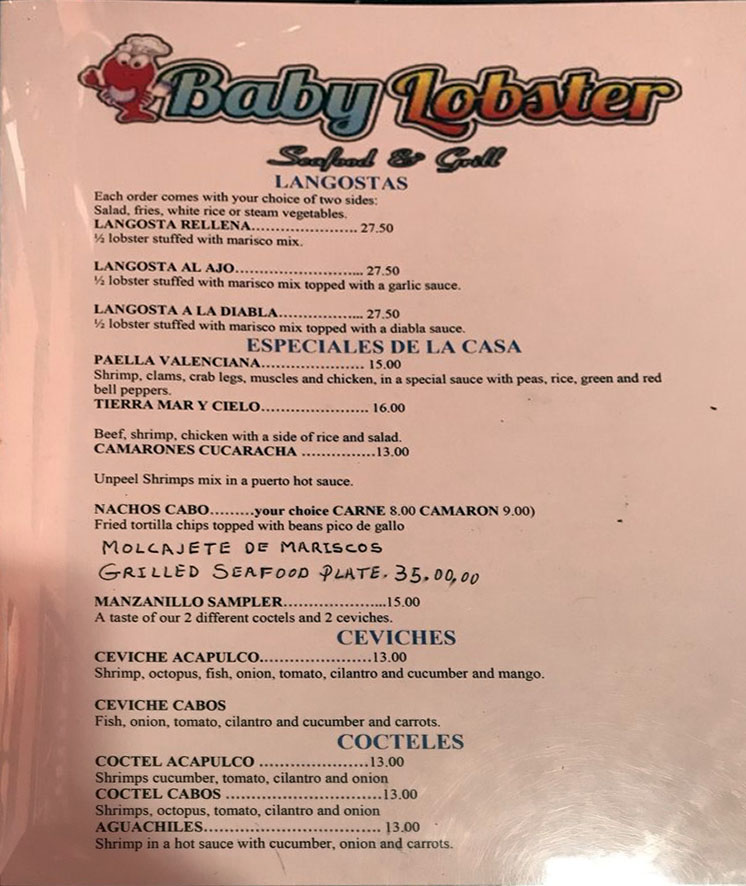 Baby Lobster
Seafood & Grill
LANGOSTAS
Each order comes with your choice of two sides:
Salad, fries, white rice or steam vegetables.
LANGOSTA RELLENA...................... 27.50
½ lobster stuffed with marisco mix.
LANGOSTA AL AJO........................... 27.50
½ lobster stuffed with marisco mix topped with a garlic sauce.
LANGOSTA A LA DIABLA.................. 27.50
½ lobster stuffed with marisco mix topped with a diabla sauce.
ESPECIALES DE LA CASA
PAELLA VALENCIANA..................... 15.00
Shrimp, clams, crab legs, muscles and chicken, in a special sauce with peas, rice, green and red
bell peppers.
TIERRA MAR Y CIELO...................... 16.00
Beef, shrimp, chicken with a side of rice and salad.
CAMARONES CUCARACHA ...............13.00
Unpeel Shrimps mix in a puerto hot sauce.
NACHOS CABO.........your choice CARNE 8.00 CAMARON 9.00)
Fried tortilla chips topped with beans pico de gallo
MOLCAJETE DE MARISCOS
GRILLED SEAFOOD PLATE. 35.00,00
MANZANILLO SAMPLER.....................15.00
A taste of our 2 different coctels and 2 ceviches.
CEVICHES
CEVICHE ACAPULCO.......................13.00
Shrimp, octopus, fish, onion, tomato, cilantro and cucumber and mango.
CEVICHE CABOS
Fish, onion, tomato, cilantro and cucumber and carrots.
COCTELES
COCTEL ACAPULCO .......................13.00
Shrimps cucumber, tomato, cilantro and onion
COCTEL CABOS ................................13.00
Shrimps, octopus, tomato, cilantro and onion
AGUACHILES.................................... 13.00
Shrimp in a hot sauce with cucumber, onion and carrots.